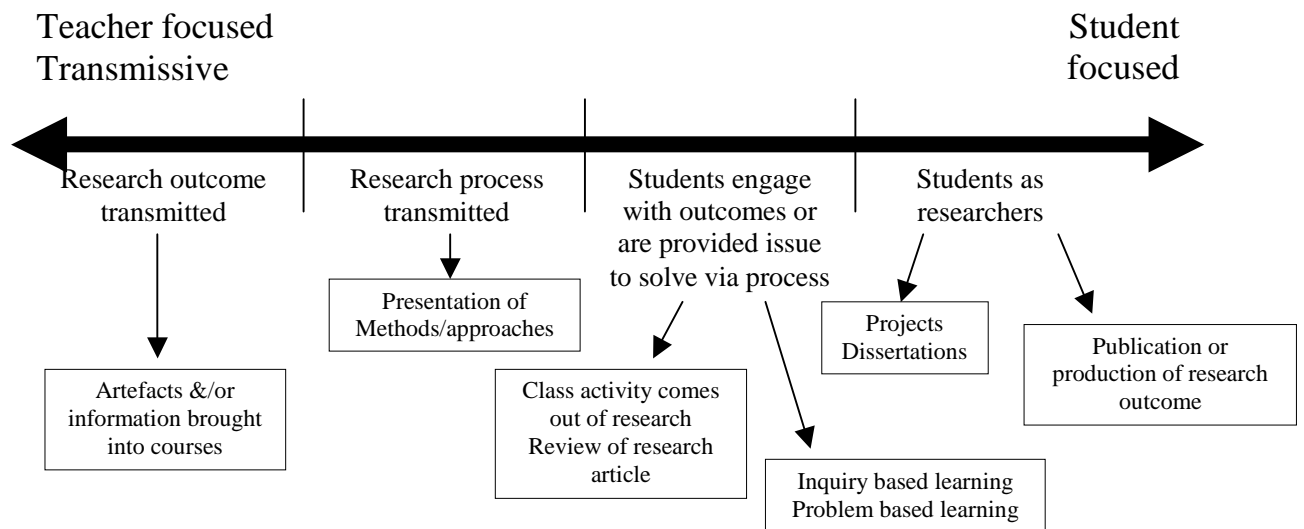 Teacher focused
Transmissive
Student
focused
Research outcome
transmitted
Research process
transmitted
Students engage
with outcomes or
are provided issue
to solve via process
Students as
researchers
Artefacts &/or
information brought
into courses
Presentation of
Methods/approaches
Class activity comes
out of research
Review of research
article
Inquiry based learning
Problem based learning
Projects
Dissertations
Publication or
production of research
outcome